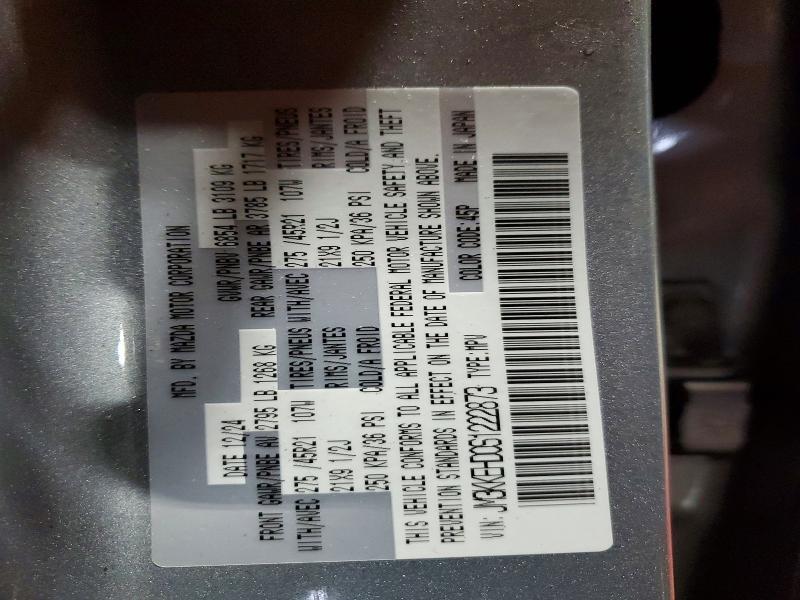 MFD. BY MAZDA MOTOR CORPORATION
DATE 12/24 GVWR/PNBV 6854 LB 3109 KG
FRONT GAWR/PNBE AV 2795 LB 1268 KG REAR GAWR/PNBE AR 3785 LB 1717 KG
WITH/AVEC 275 /45R21 107W TIRES/PNEUS WITH/AVEC 275 /45R21 107W TIRES/PNEUS
21X9 1/2J RIMS/JANTES 21X9 1/2J RIMS/JANTES
250 KPA/36 PSI COLD/A FROID 250 KPA/36 PSI COLD/A FROID
THIS VEHICLE CONFORMS TO ALL APPLICABLE FEDERAL MOTOR VEHICLE SAFETY AND THEFT
PREVENTION STANDARDS IN EFFECT ON THE DATE OF MANUFACTURE SHOWN ABOVE.
COLOR CODE:45P MADE IN JAPAN
VIN: TYPE:MPV